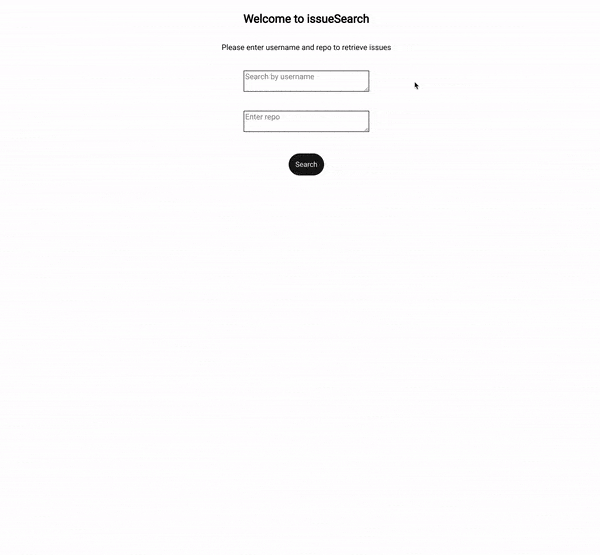 Welcome to issueSearch
Please enter username and repo to retrieve issues
Search by username
Enter repo
Search